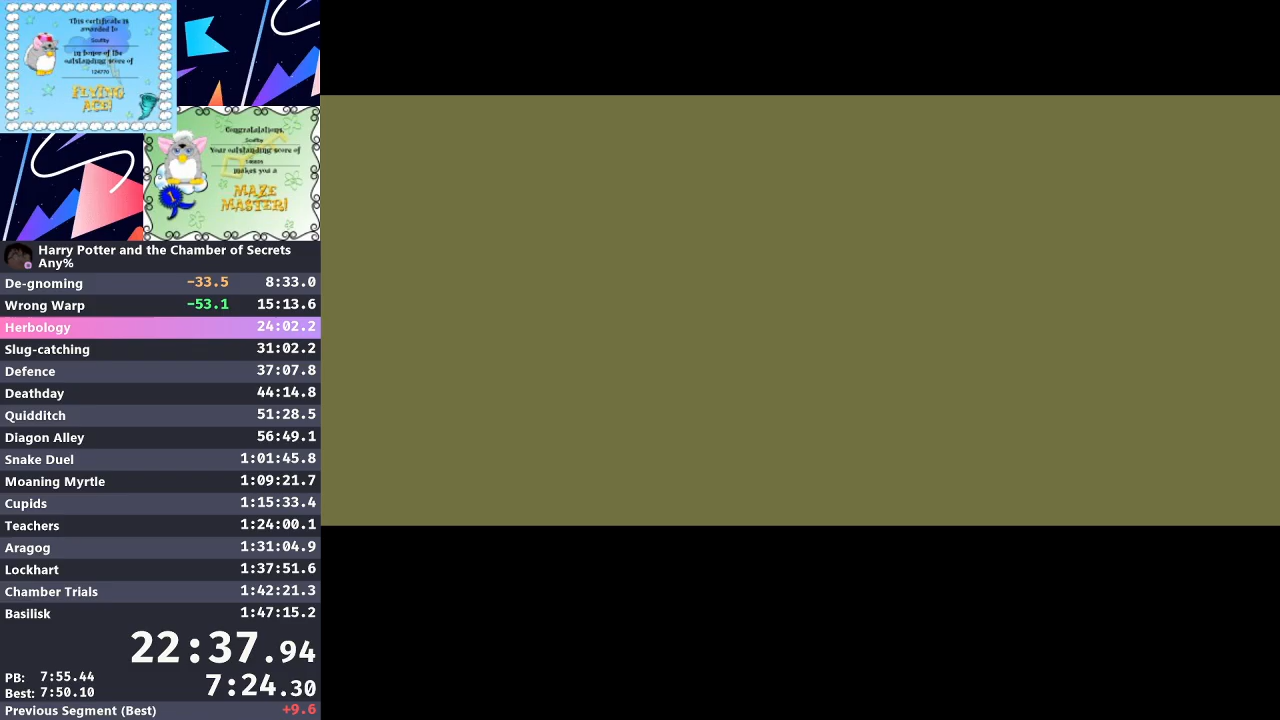 This certificate is
awarded to
Scuffby
in honor of the
outstanding score of
124770
FLYING
ACE!
Congratulations,
Scuffby
Your outstanding score of
makes you a
MAZE
MASTER!
Harry Potter and the Chamber of Secrets
Any%
De-gnoming -33.5 8:33.0
Wrong Warp -53.1 15:13.6
Herbology 24:02.2
Slug-catching 31:02.2
Defence 37:07.8
Deathday 44:14.8
Quidditch 51:28.5
Diagon Alley 56:49.1
Snake Duel 1:01:45.8
Moaning Myrtle 1:09:21.7
Cupids 1:15:33.4
Teachers 1:24:00.1
Aragog 1:31:04.9
Lockhart 1:37:51.6
Chamber Trials 1:42:21.3
Basilisk 1:47:15.2
22:37.94
PB: 7:55.44
Best: 7:50.10
7:24.30
Previous Segment (Best) +9.6